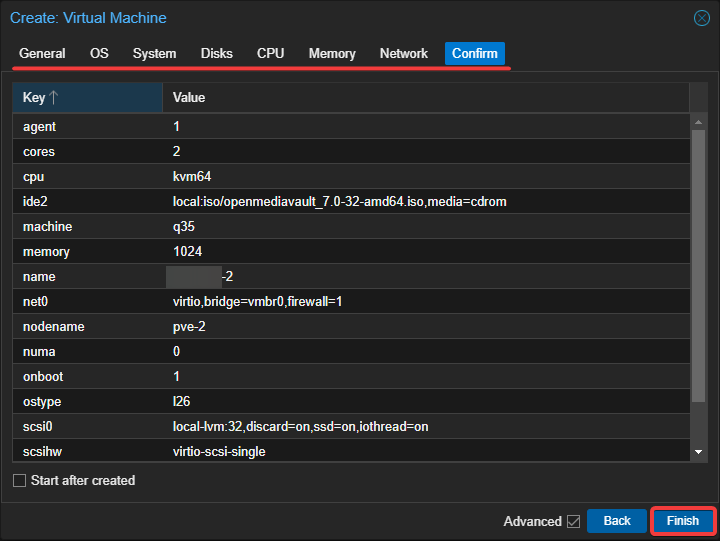 Create: Virtual Machine
General OS System Disks CPU Memory Network Confirm
Key Value
agent 1
cores 2
cpu kvm64
ide2 local:iso/openmediavault_7.0-32-amd64.iso,media=cdrom
machine q35
memory 1024
name -2
net0 virtio,bridge=vmbr0,firewall=1
nodename pve-2
numa 0
onboot 1
ostype l26
scsi0 local-lvm:32,discard=on,ssd=on,iothread=on
scsihw virtio-scsi-single
Start after created
Advanced Back Finish